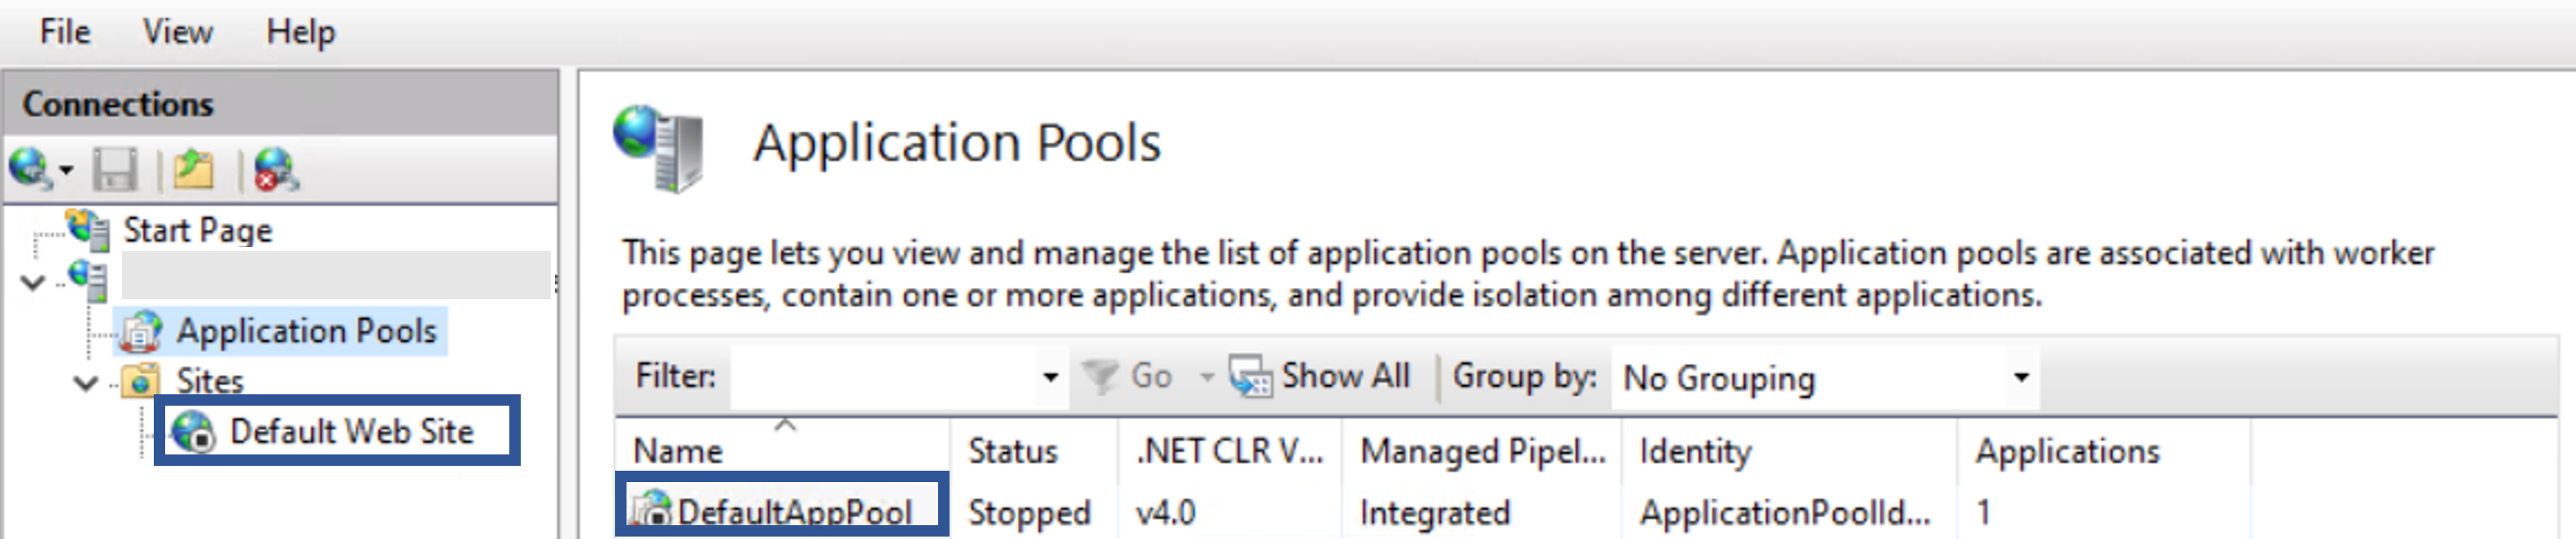 File View Help
Connections
Start Page
Application Pools
Sites
Default Web Site
Application Pools
This page lets you view and manage the list of application pools on the server. Application pools are associated with worker
processes, contain one or more applications, and provide isolation among different applications.
Filter: Go Show All Group by: No Grouping
Name Status .NET CLR V... Managed Pipel... Identity Applications
DefaultAppPool Stopped v4.0 Integrated ApplicationPoolId... 1